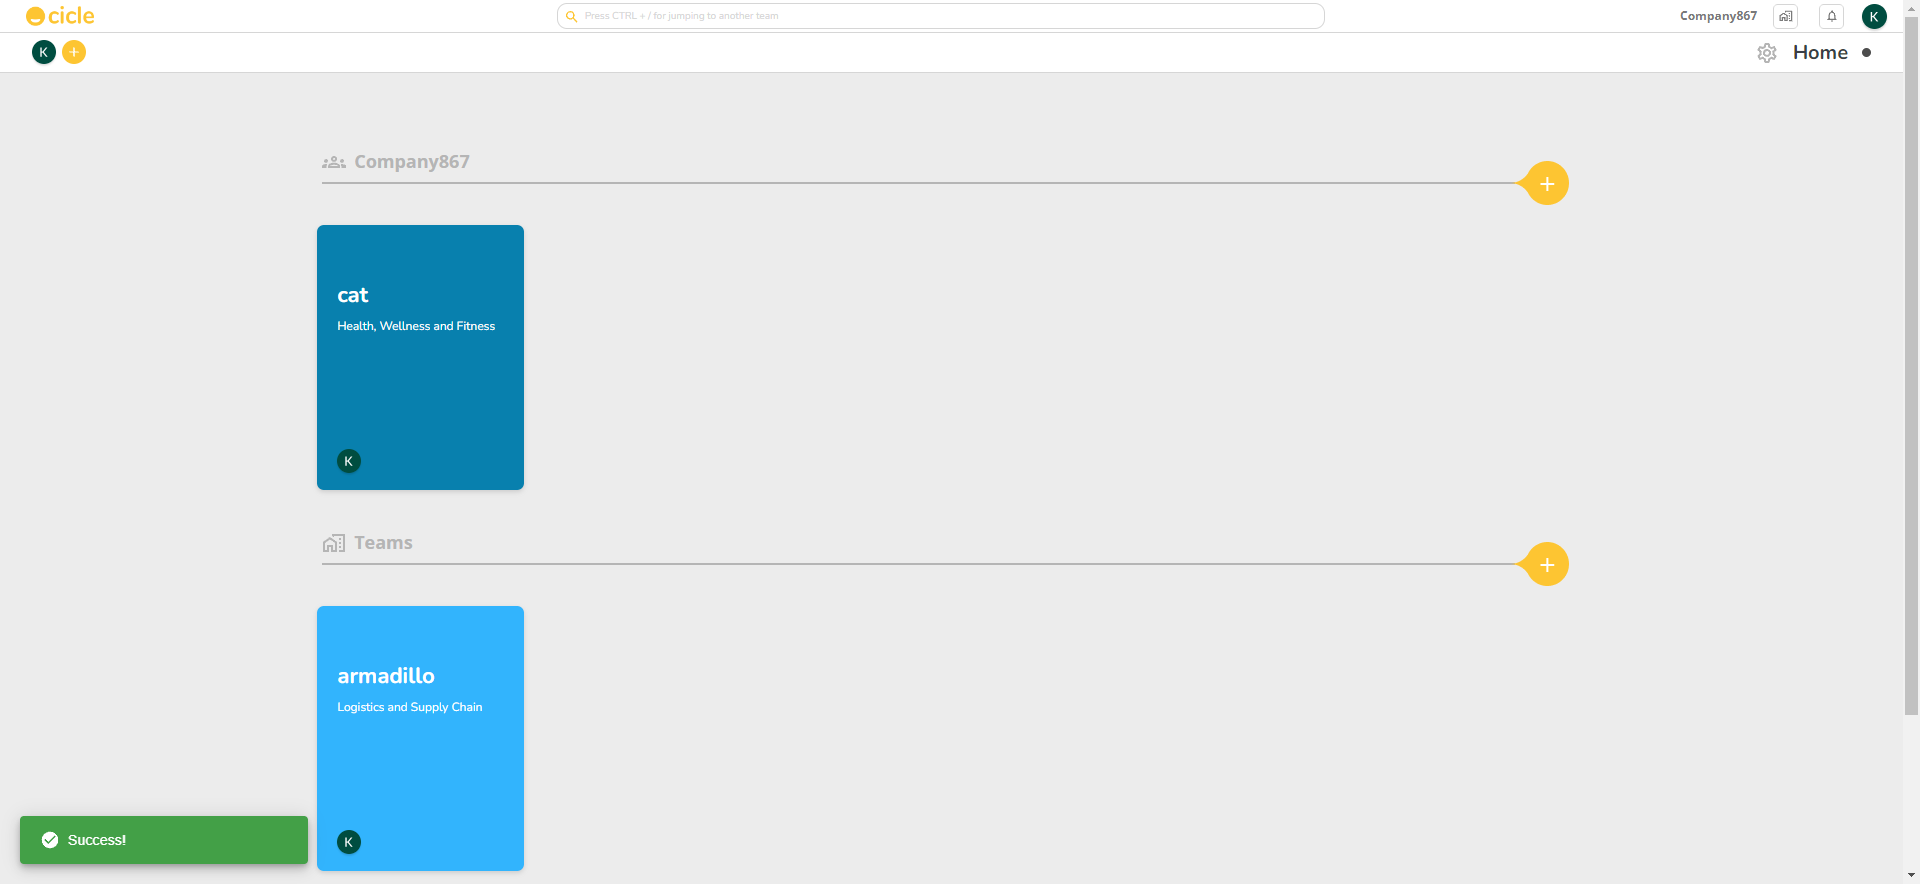 cicle
Press CTRL + / for jumping to another team
Company867
K
K
Home
Company867
cat
Health, Wellness and Fitness
K
Teams
armadillo
Logistics and Supply Chain
K
Success!